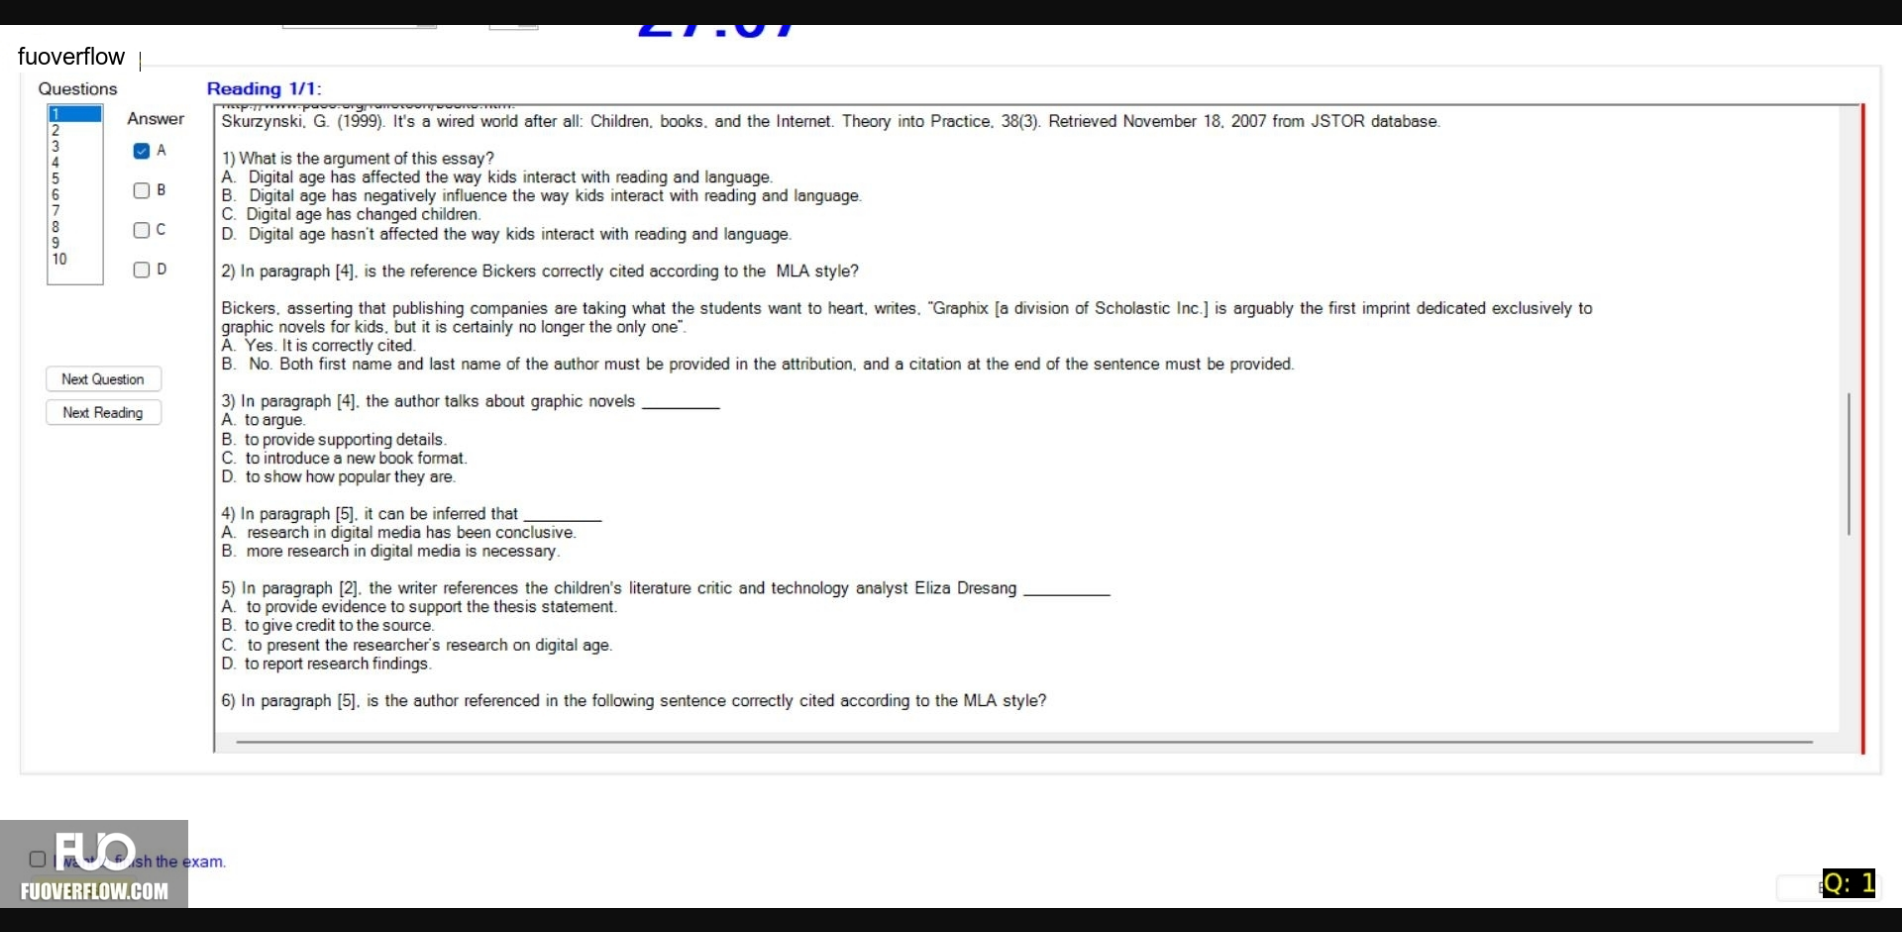 27:07
fuoverflow
Questions
Reading 1/1:
1
2
3
4
5
6
7
8
9
10
Answer
A
B
C
D
Next Question
Next Reading
Skurzynski, G. (1999). It's a wired world after all: Children, books, and the Internet. Theory into Practice, 38(3). Retrieved November 18, 2007 from JSTOR database.
1) What is the argument of this essay?
A. Digital age has affected the way kids interact with reading and language.
B. Digital age has negatively influence the way kids interact with reading and language.
C. Digital age has changed children.
D. Digital age hasn't affected the way kids interact with reading and language.
2) In paragraph [4], is the reference Bickers correctly cited according to the MLA style?
Bickers, asserting that publishing companies are taking what the students want to heart, writes, "Graphix [a division of Scholastic Inc.] is arguably the first imprint dedicated exclusively to
graphic novels for kids, but it is certainly no longer the only one".
A. Yes. It is correctly cited.
B. No. Both first name and last name of the author must be provided in the attribution, and a citation at the end of the sentence must be provided.
3) In paragraph [4], the author talks about graphic novels _________
A. to argue.
B. to provide supporting details.
C. to introduce a new book format.
D. to show how popular they are.
4) In paragraph [5], it can be inferred that _________
A. research in digital media has been conclusive.
B. more research in digital media is necessary.
5) In paragraph [2], the writer references the children's literature critic and technology analyst Eliza Dresang __________
A. to provide evidence to support the thesis statement.
B. to give credit to the source.
C. to present the researcher's research on digital age.
D. to report research findings.
6) In paragraph [5], is the author referenced in the following sentence correctly cited according to the MLA style?
FUO
I want to finish the exam.
FUOVERFLOW.COM
Q: 1